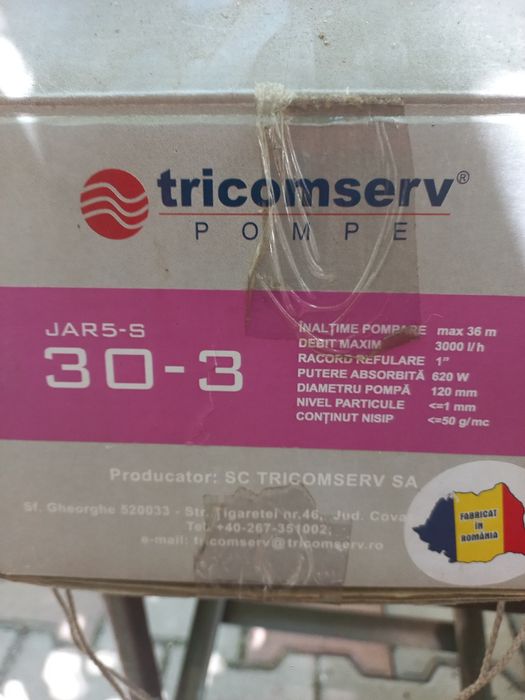 tricomserv®
POMPE
JAR5-S
30-3
ÎNALȚIME POMPARE max 36 m
DEBIT MAXIM 3000 l/h
RACORD REFULARE 1"
PUTERE ABSORBITĂ 620 W
DIAMETRU POMPĂ 120 mm
NIVEL PARTICULE <=1 mm
CONȚINUT NISIP <=50 g/mc
Producator: SC TRICOMSERV SA
Sf. Gheorghe 520033 - Str. Țigaretei nr.46, Jud. Covas
Tel. +40-267-351002;
e-mail: tricomserv@tricomserv.ro
FABRICAT
ÎN
ROMÂNIA